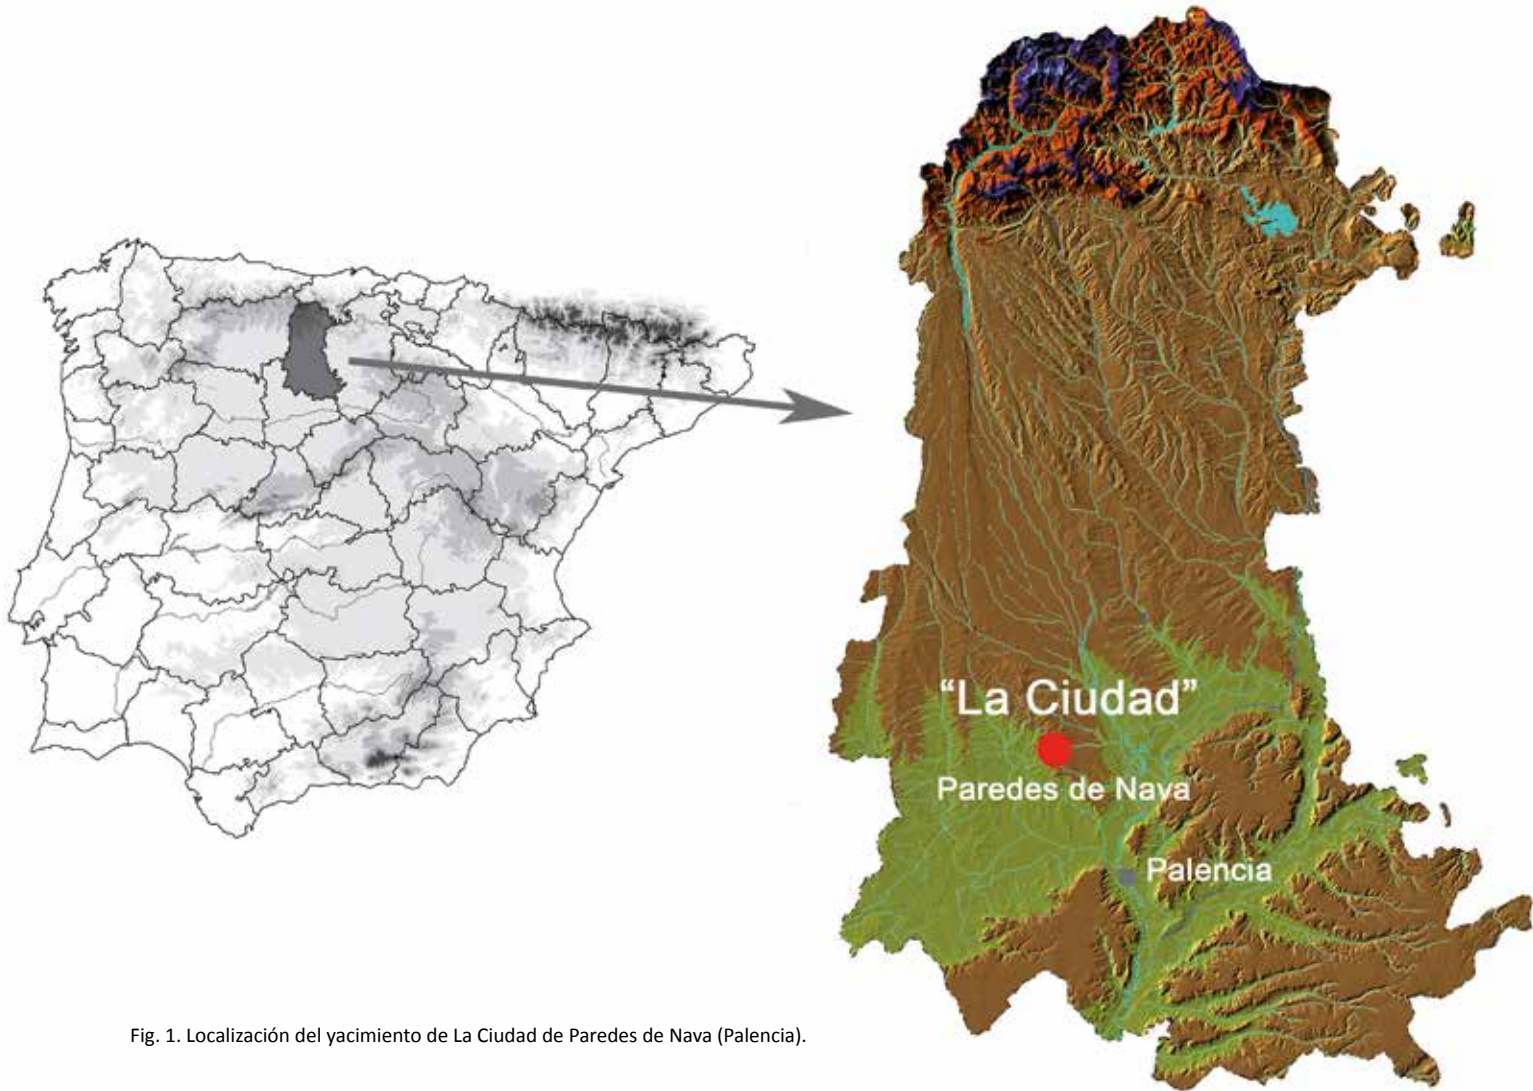 “La Ciudad”
Paredes de Nava
Palencia
Fig. 1. Localización del yacimiento de La Ciudad de Paredes de Nava (Palencia).